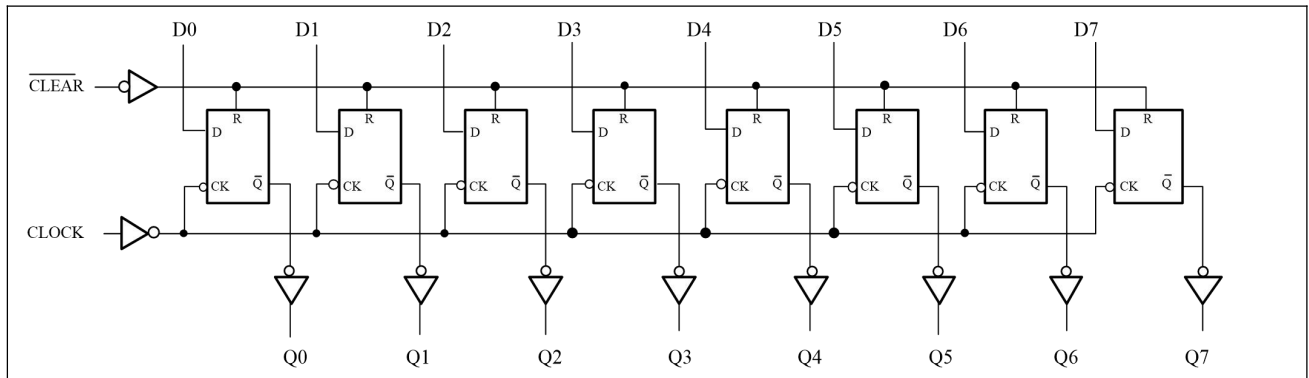 D0 D1 D2 D3 D4 D5 D6 D7
C̅L̅E̅A̅R̅
R R R R R R R R
D D D D D D D D
CK Q̅ CK Q̅ CK Q̅ CK Q̅ CK Q̅ CK Q̅ CK Q̅ CK Q̅
CLOCK
Q0 Q1 Q2 Q3 Q4 Q5 Q6 Q7